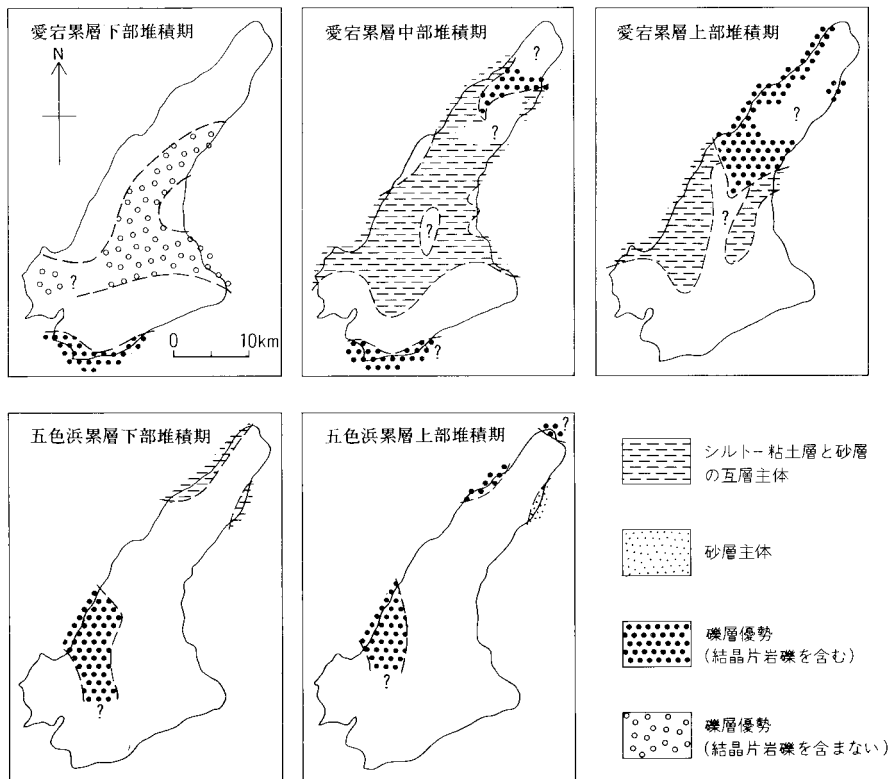 愛宕累層下部堆積期
N
?
0 10km
愛宕累層中部堆積期
?
?
?
?
愛宕累層上部堆積期
?
?
五色浜累層下部堆積期
?
五色浜累層上部堆積期
?
?
シルトー粘土層と砂層
の互層主体
砂層主体
礫層優勢
(結晶片岩礫を含む)
礫層優勢
(結晶片岩礫を含まない)